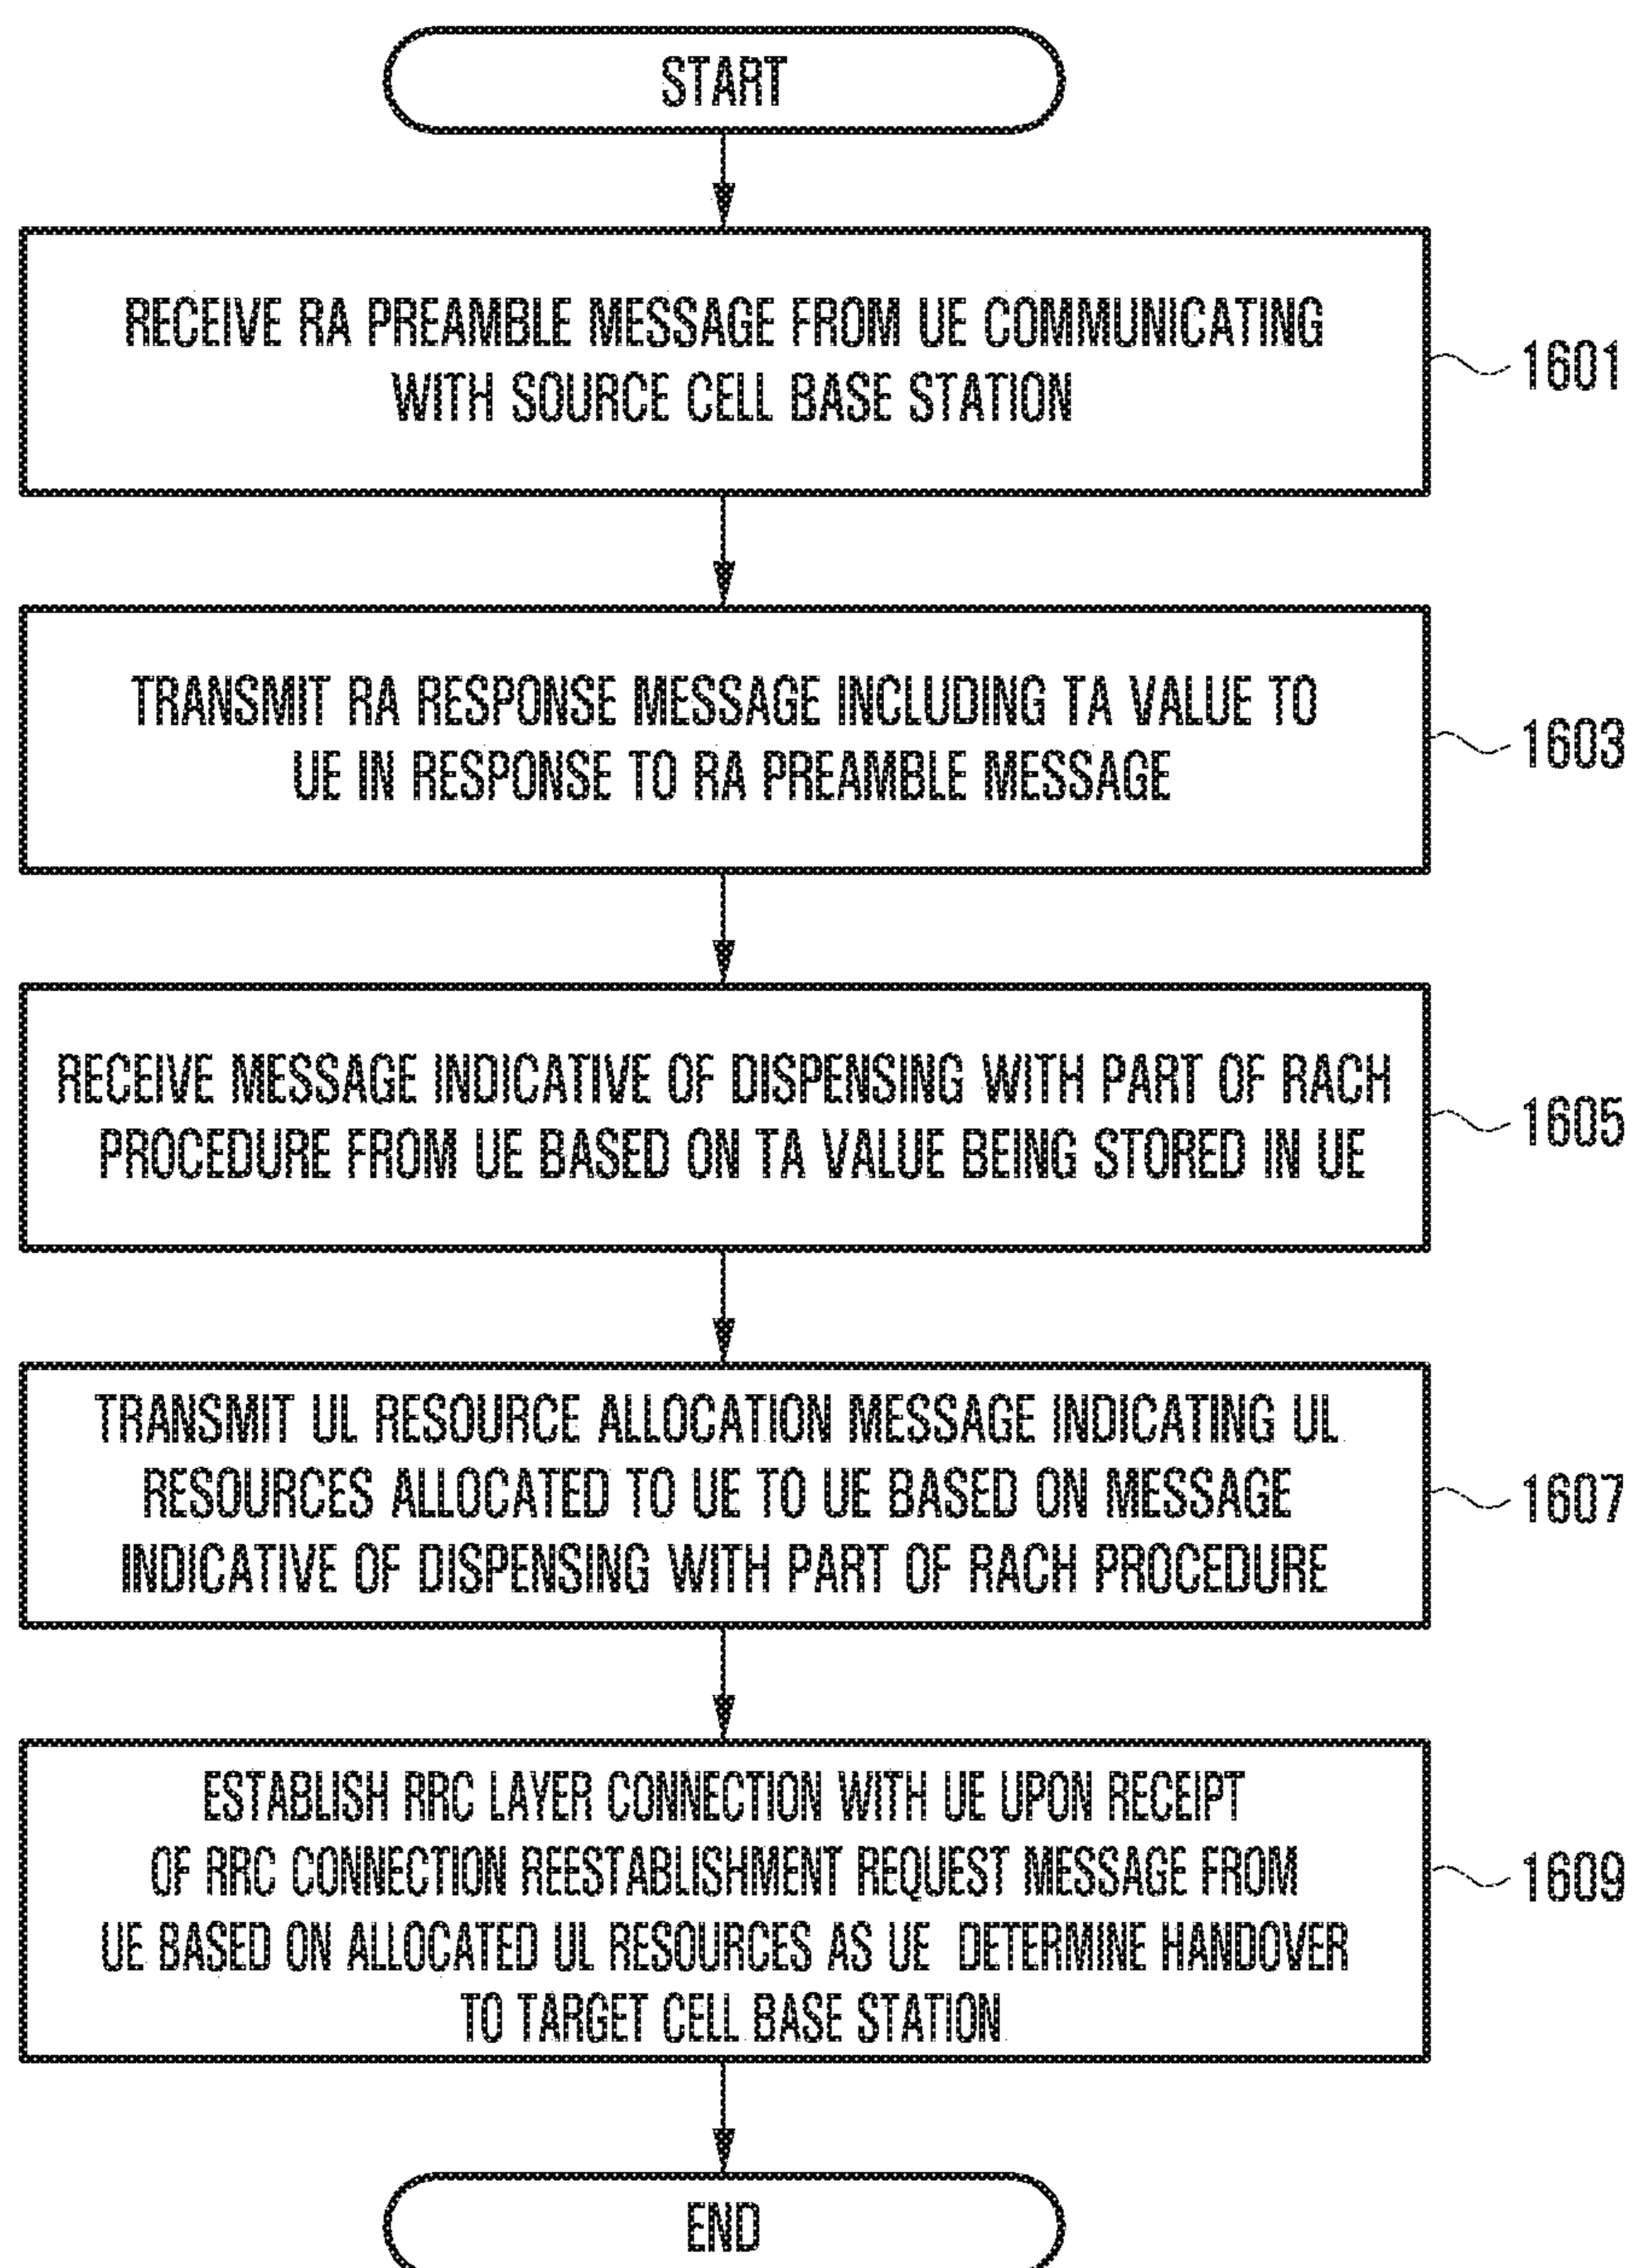 START
RECEIVE RA PREAMBLE MESSAGE FROM UE COMMUNICATING
WITH SOURCE CELL BASE STATION
1601
TRANSMIT RA RESPONSE MESSAGE INCLUDING TA VALUE TO
UE IN RESPONSE TO RA PREAMBLE MESSAGE
1603
RECEIVE MESSAGE INDICATIVE OF DISPENSING WITH PART OF RACH
PROCEDURE FROM UE BASED ON TA VALUE BEING STORED IN UE
1605
TRANSMIT UL RESOURCE ALLOCATION MESSAGE INDICATING UL
RESOURCES ALLOCATED TO UE TO UE BASED ON MESSAGE
INDICATIVE OF DISPENSING WITH PART OF RACH PROCEDURE
1607
ESTABLISH RRC LAYER CONNECTION WITH UE UPON RECEIPT
OF RRC CONNECTION REESTABLISHMENT REQUEST MESSAGE FROM
UE BASED ON ALLOCATED UL RESOURCES AS UE DETERMINE HANDOVER
TO TARGET CELL BASE STATION
1609
END